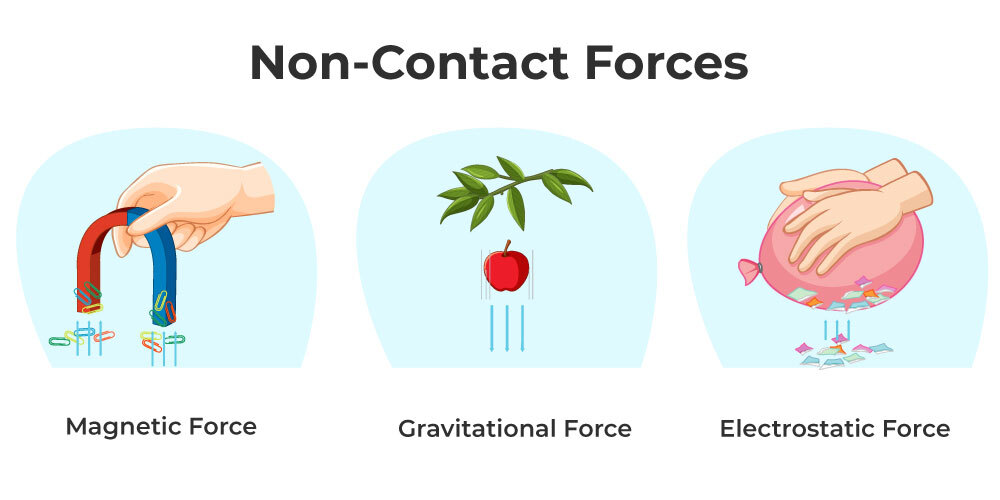 Non-Contact Forces
Magnetic Force
Gravitational Force
Electrostatic Force